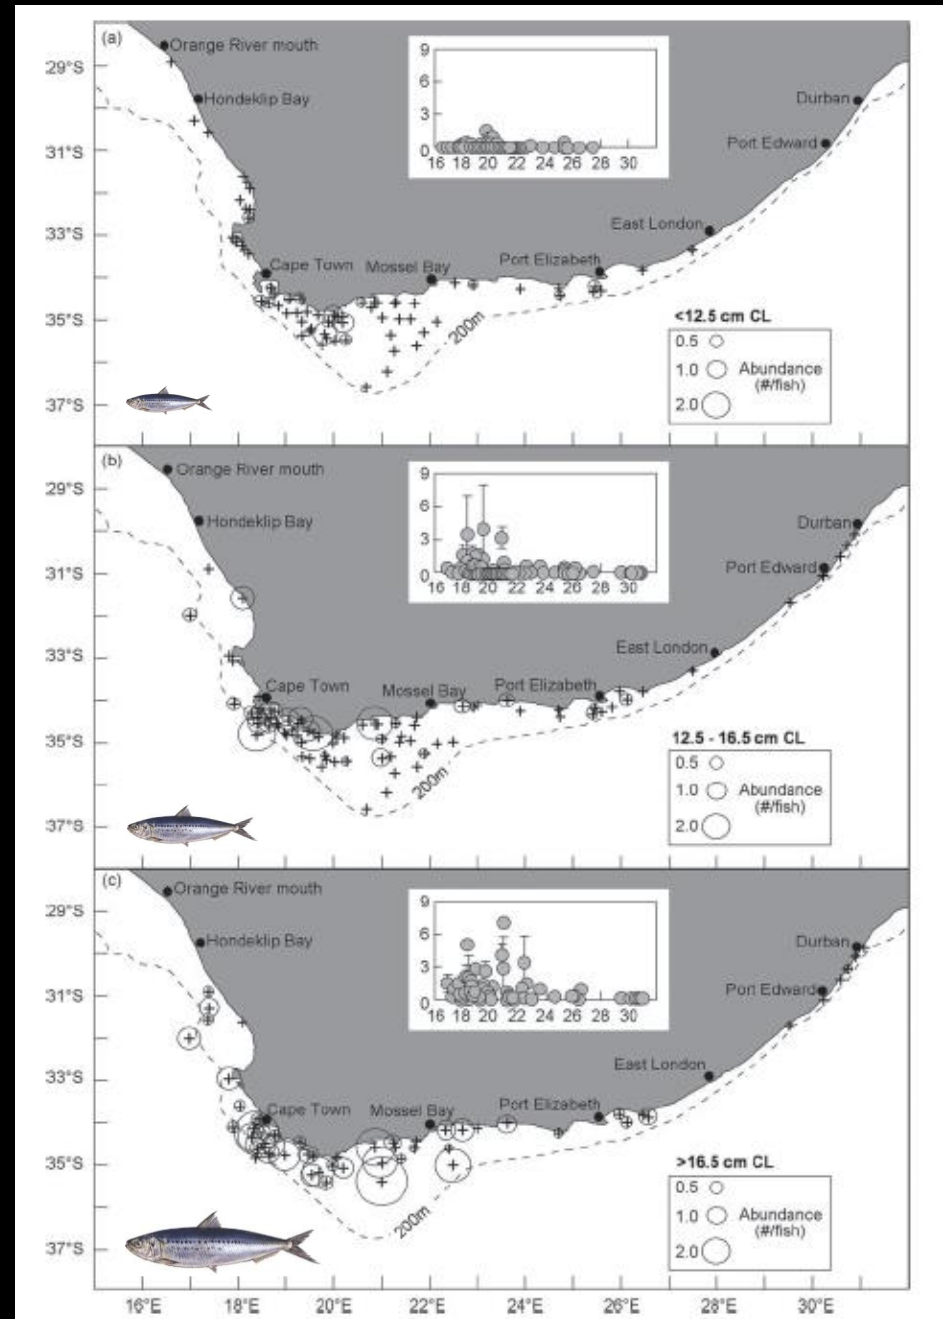 (a)
Orange River mouth
29°S
Hondeklip Bay
31°S
33°S
Cape Town
Mossel Bay
Port Elizabeth
East London
Port Edward
Durban
35°S
200m
37°S
9
6
3
0
16 18 20 22 24 26 28 30
<12.5 cm CL
0.5
1.0 Abundance
(#/fish)
2.0
(b)
Orange River mouth
29°S
Hondeklip Bay
31°S
33°S
Cape Town
Mossel Bay
Port Elizabeth
East London
Port Edward
Durban
35°S
200m
37°S
9
6
3
0
16 18 20 22 24 26 28 30
12.5 - 16.5 cm CL
0.5
1.0 Abundance
(#/fish)
2.0
(c)
Orange River mouth
29°S
Hondeklip Bay
31°S
33°S
Cape Town
Mossel Bay
Port Elizabeth
East London
Port Edward
Durban
35°S
200m
37°S
9
6
3
0
16 18 20 22 24 26 28 30
>16.5 cm CL
0.5
1.0 Abundance
(#/fish)
2.0
16°E 18°E 20°E 22°E 24°E 26°E 28°E 30°E